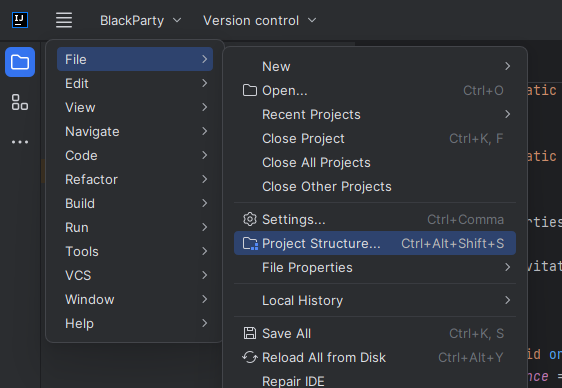 IJ
BlackParty
Version control
File
Edit
View
Navigate
Code
Refactor
Build
Run
Tools
VCS
Window
Help
New
Open... Ctrl+O
Recent Projects
Close Project Ctrl+K, F
Close All Projects
Close Other Projects
Settings... Ctrl+Comma
Project Structure... Ctrl+Alt+Shift+S
File Properties
Local History
Save All Ctrl+K, S
Reload All from Disk Ctrl+Alt+Y
Repair IDE
atic
atic
rties
vitat
id on
nce =